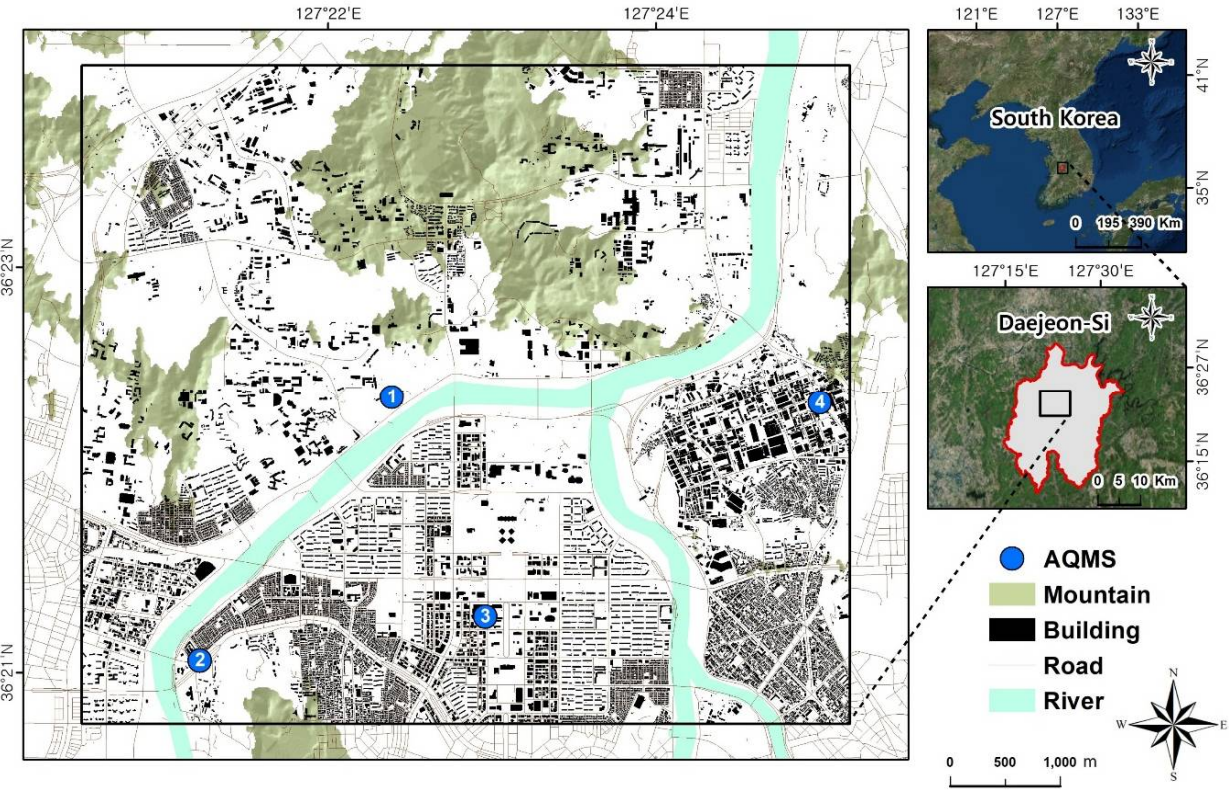 127°22'E 127°24'E
36°23'N
36°21'N
1
2
3
4
121°E 127°E 133°E
41°N
35°N
South Korea
0 195 390 Km
127°15'E 127°30'E
36°27'N
36°15'N
Daejeon-Si
0 5 10 Km
AQMS
Mountain
Building
Road
River
N
W E
S
0 500 1,000 m